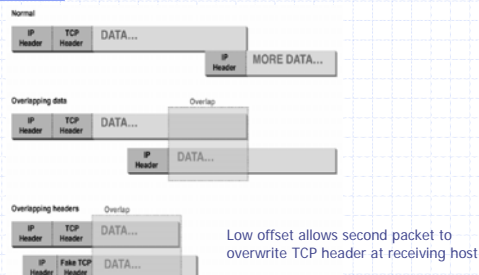 Normal
IP Header TCP Header DATA...
IP Header MORE DATA...
Overlapping data Overlap
IP Header TCP Header DATA...
IP Header DATA...
Overlapping headers Overlap
IP Header TCP Header DATA...
IP Header Fake TCP Header DATA...
Low offset allows second packet to
overwrite TCP header at receiving host